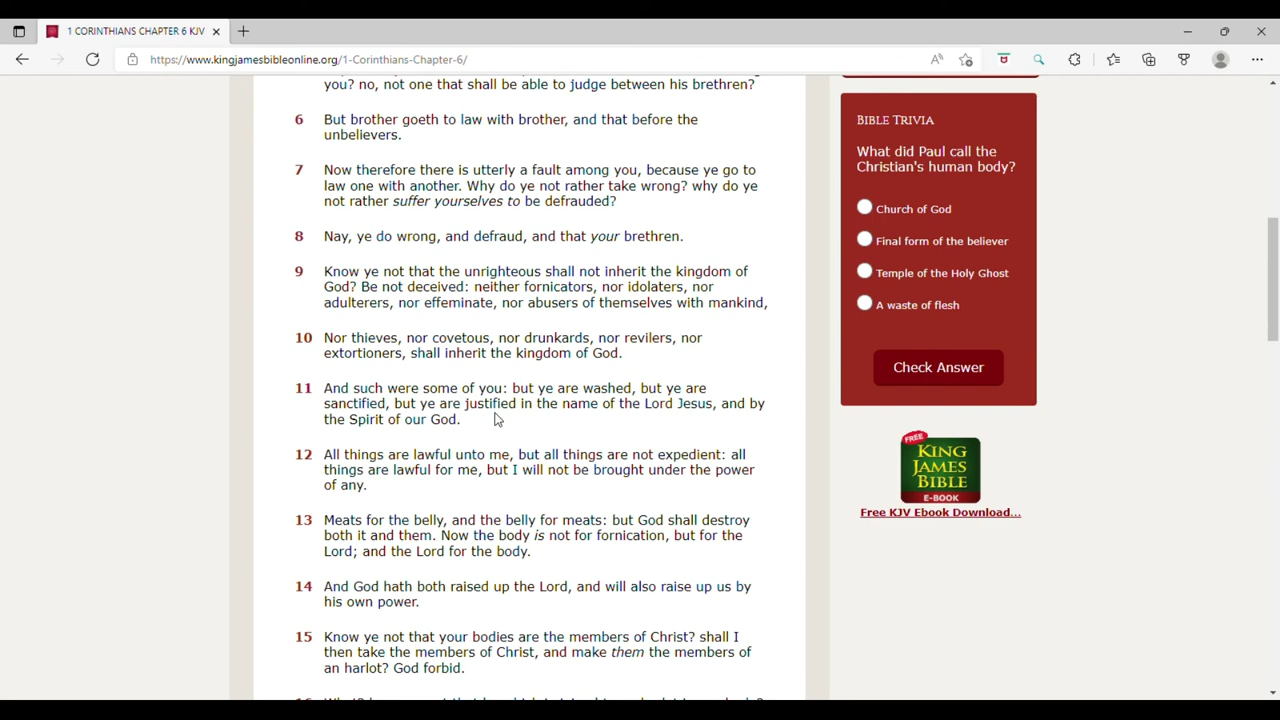 1 CORINTHIANS CHAPTER 6 KJV
https://www.kingjamesbibleonline.org/1-Corinthians-Chapter-6/
you? no, not one that shall be able to judge between his brethren?
6 But brother goeth to law with brother, and that before the
unbelievers.
7 Now therefore there is utterly a fault among you, because ye go to
law one with another. Why do ye not rather take wrong? why do ye
not rather suffer yourselves to be defrauded?
8 Nay, ye do wrong, and defraud, and that your brethren.
9 Know ye not that the unrighteous shall not inherit the kingdom of
God? Be not deceived: neither fornicators, nor idolaters, nor
adulterers, nor effeminate, nor abusers of themselves with mankind,
10 Nor thieves, nor covetous, nor drunkards, nor revilers, nor
extortioners, shall inherit the kingdom of God.
11 And such were some of you: but ye are washed, but ye are
sanctified, but ye are justified in the name of the Lord Jesus, and by
the Spirit of our God.
12 All things are lawful unto me, but all things are not expedient: all
things are lawful for me, but I will not be brought under the power
of any.
13 Meats for the belly, and the belly for meats: but God shall destroy
both it and them. Now the body is not for fornication, but for the
Lord; and the Lord for the body.
14 And God hath both raised up the Lord, and will also raise up us by
his own power.
15 Know ye not that your bodies are the members of Christ? shall I
then take the members of Christ, and make them the members of
an harlot? God forbid.
BIBLE TRIVIA
What did Paul call the
Christian's human body?
Church of God
Final form of the believer
Temple of the Holy Ghost
A waste of flesh
Check Answer
FREE
KING
JAMES
BIBLE
E-BOOK
Free KJV Ebook Download...